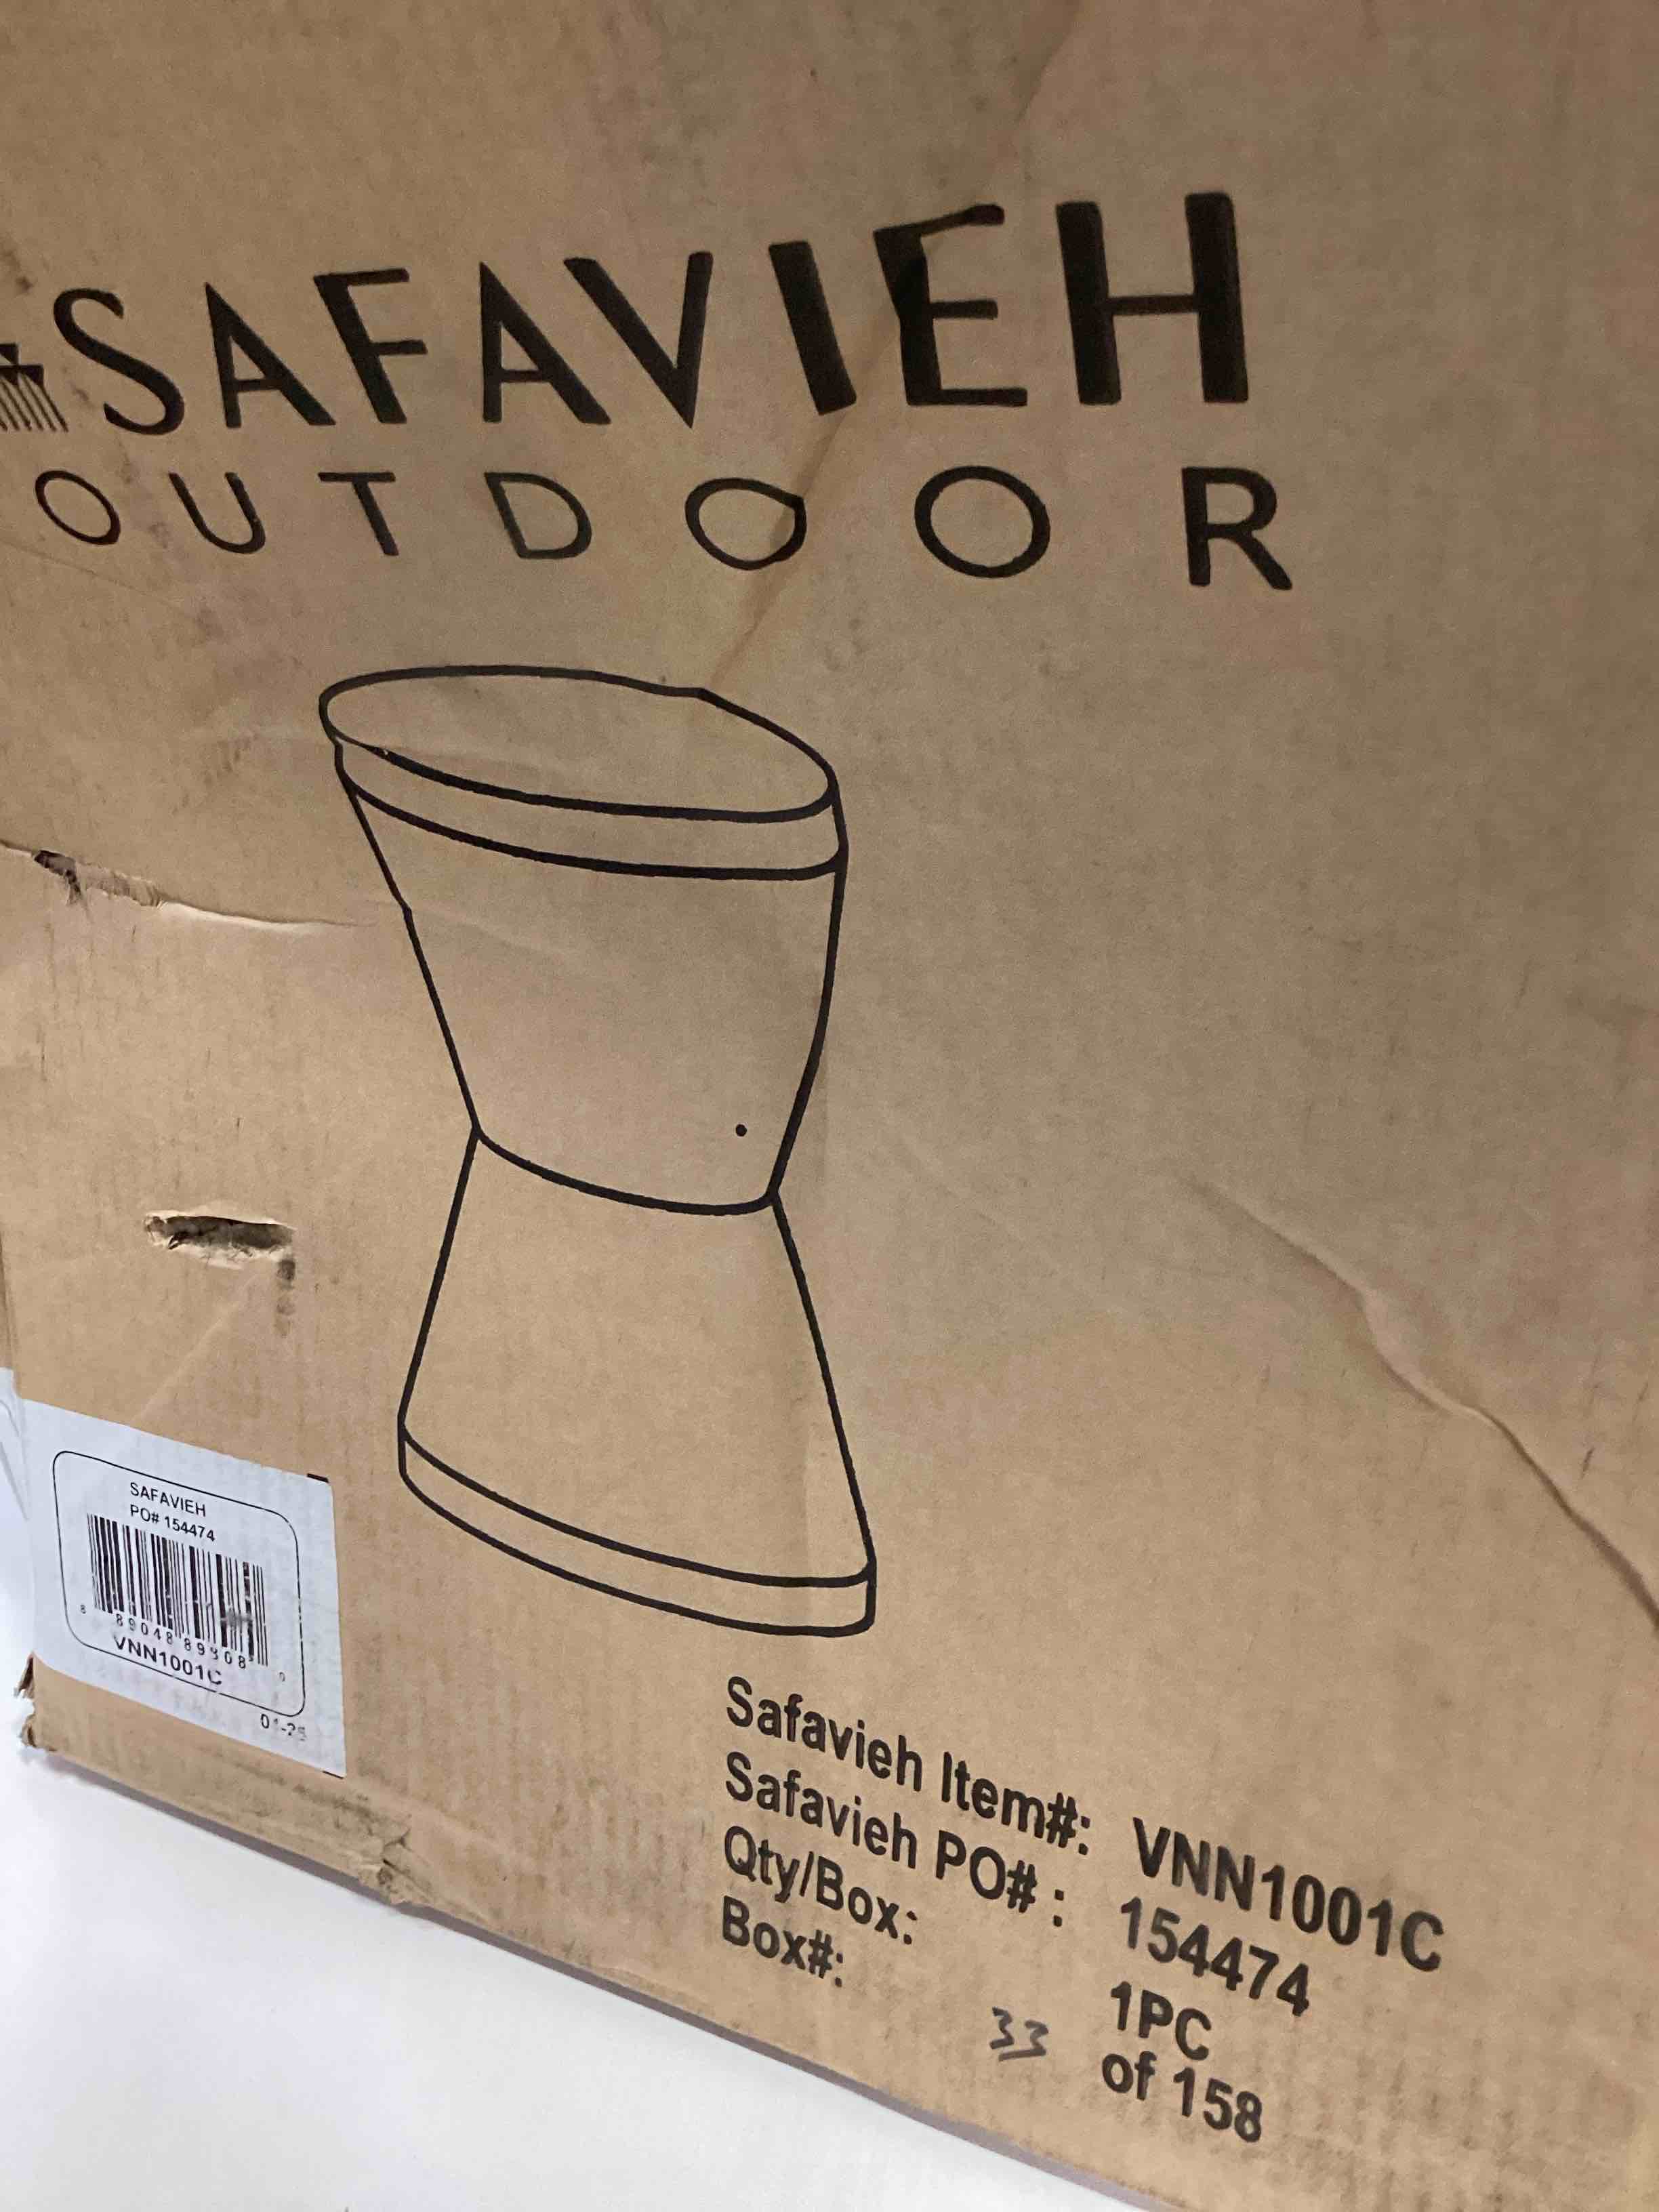 SAFAVIEH
OUTDOOR
SAFAVIEH
PO# 154474
VNN1001C
Safavieh Item#: VNN1001C
Safavieh PO# : 154474
Qty/Box: 1PC
Box#: 33 of 158